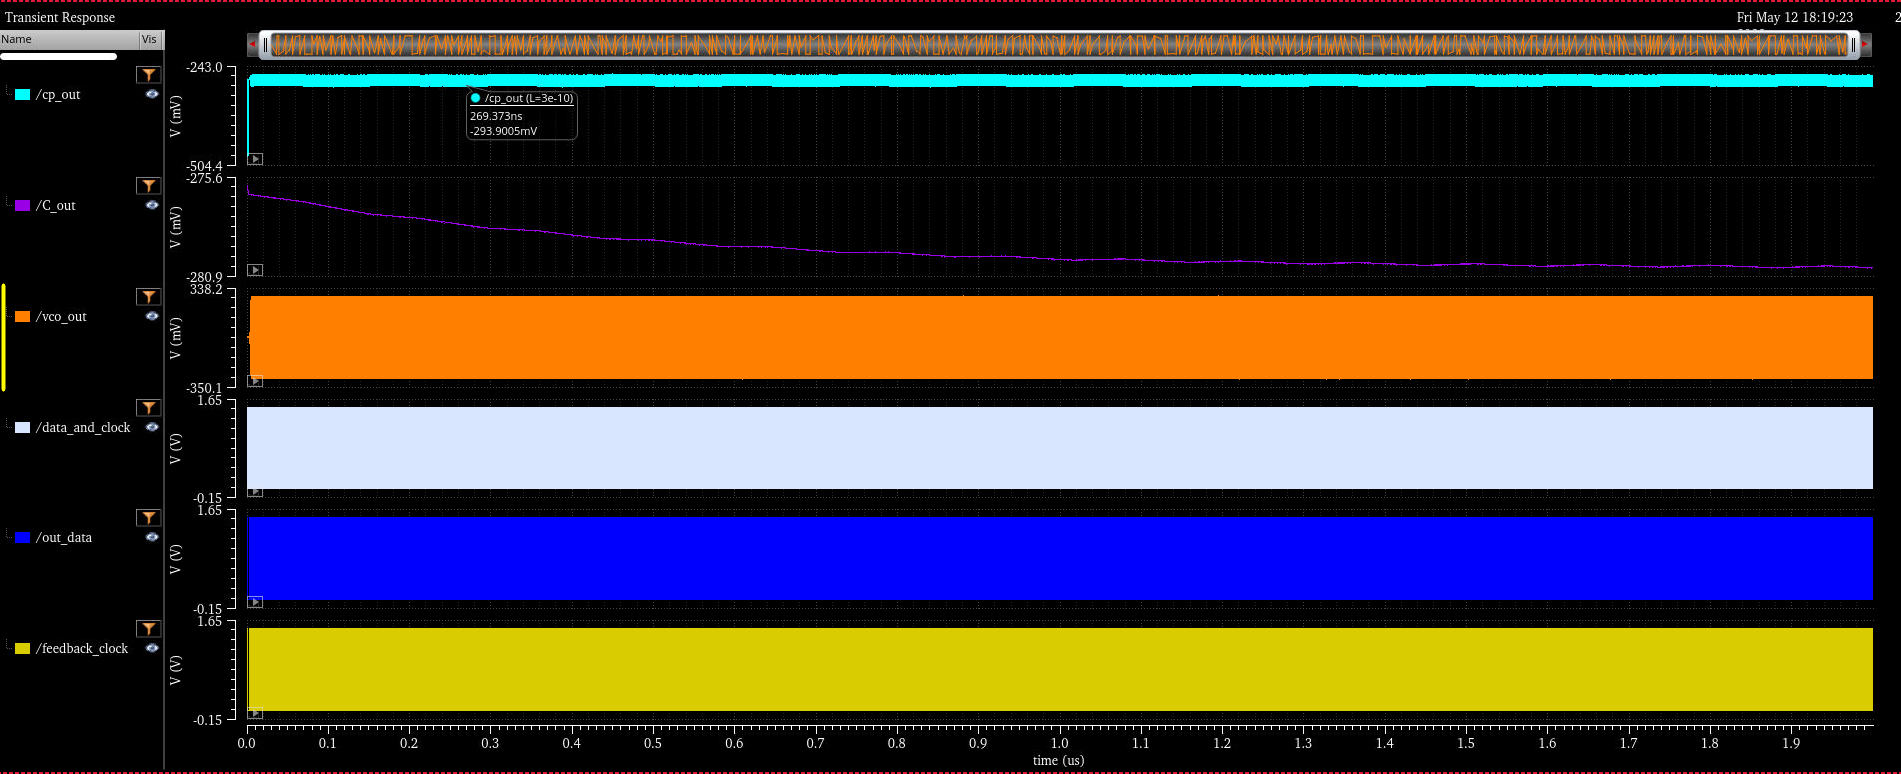 Transient Response
Fri May 12 18:19:23
2
Name
Vis
/cp_out
-243.0
V (mV)
-504.4
/cp_out (L=3e-10)
269.373ns
-293.9005mV
/C_out
-275.6
V (mV)
-280.9
/vco_out
338.2
V (mV)
-350.1
/data_and_clock
1.65
V (V)
-0.15
/out_data
1.65
V (V)
-0.15
/feedback_clock
1.65
V (V)
-0.15
0.0 0.1 0.2 0.3 0.4 0.5 0.6 0.7 0.8 0.9 1.0 1.1 1.2 1.3 1.4 1.5 1.6 1.7 1.8 1.9
time (us)